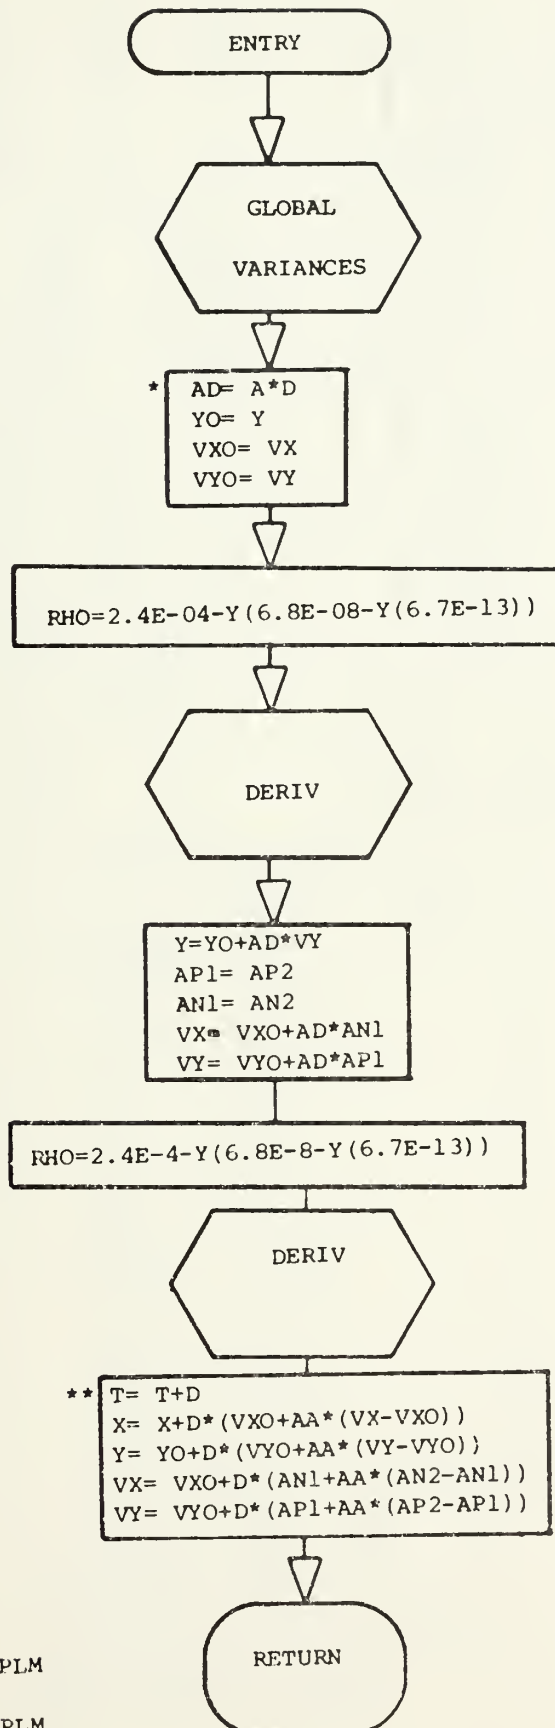 ENTRY
GLOBAL
VARIANCES
* AD= A*D
YO= Y
VXO= VX
VYO= VY
RHO=2.4E-04-Y(6.8E-08-Y(6.7E-13))
DERIV
Y=YO+AD*VY
AP1= AP2
AN1= AN2
VX= VXO+AD*AN1
VY= VYO+AD*AP1
RHO=2.4E-4-Y(6.8E-8-Y(6.7E-13))
DERIV
** T= T+D
X= X+D*(VXO+AA*(VX-VXO))
Y= YO+D*(VYO+AA*(VY-VYO))
VX= VXO+D*(AN1+AA*(AN2-AN1))
VY= VYO+D*(AP1+AA*(AP2-AP1))
RETURN
PLM
PLM